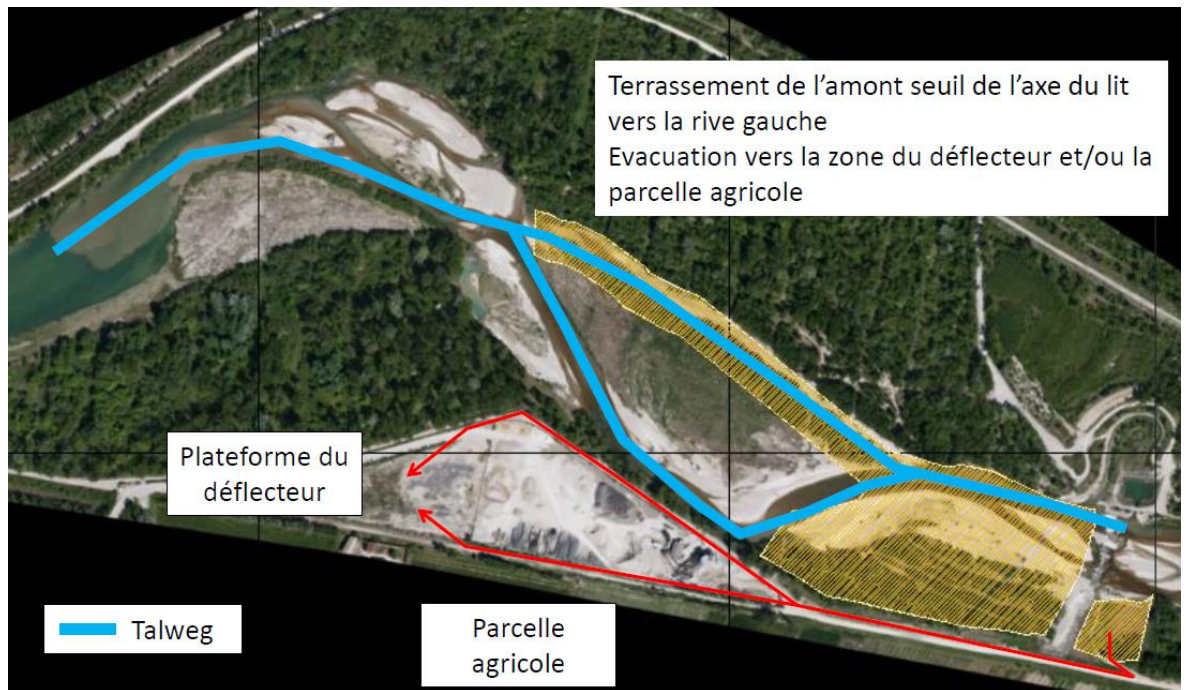 Terrassement de l’amont seuil de l’axe du lit
vers la rive gauche
Evacuation vers la zone du déflecteur et/ou la
parcelle agricole
Plateforme du
déflecteur
Talweg
Parcelle
agricole